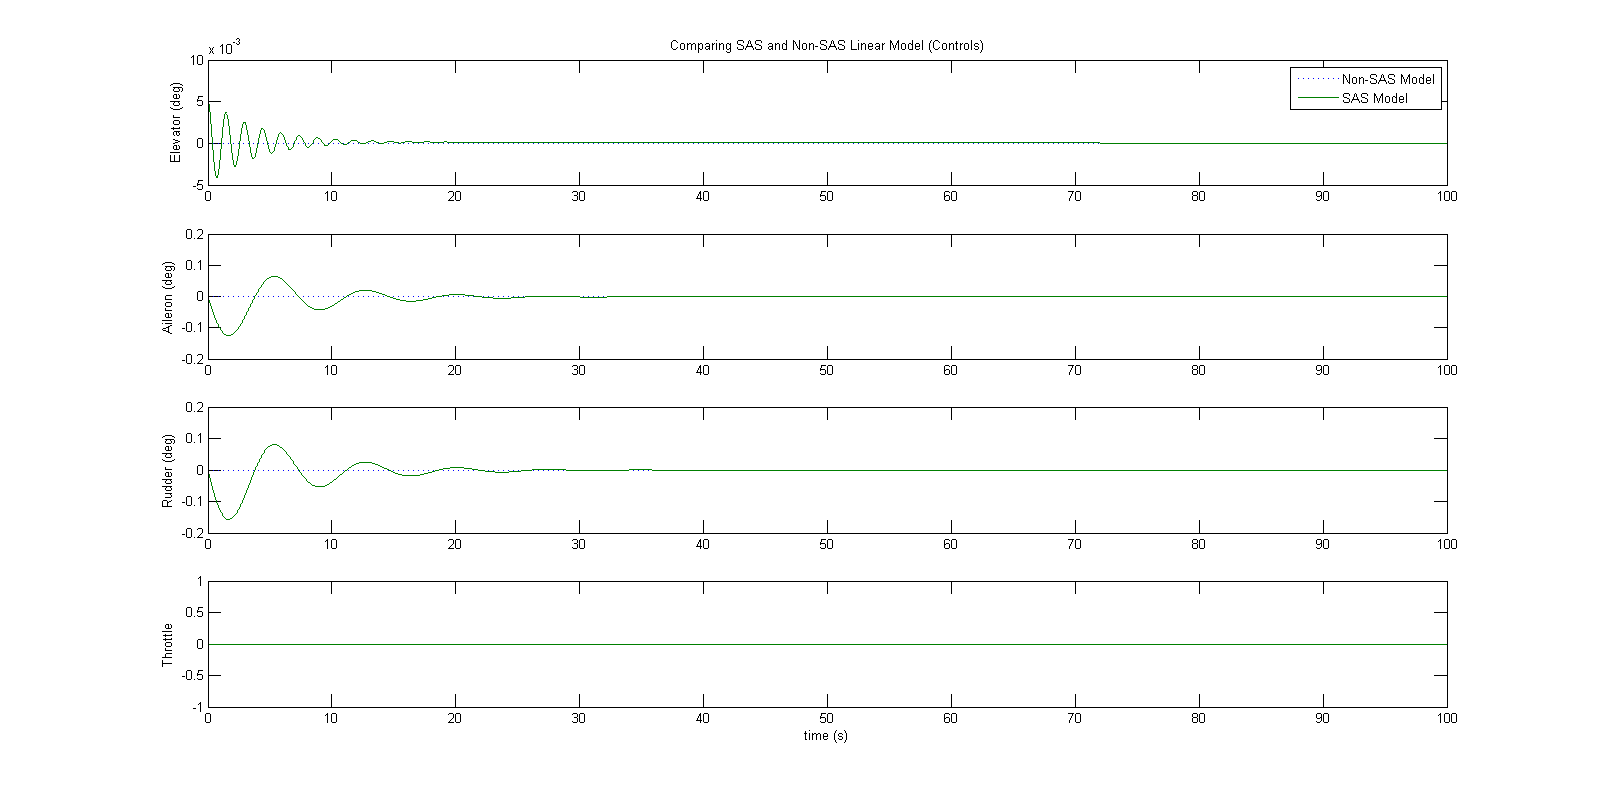 Comparing SAS and Non-SAS Linear Model (Controls)
x 10^-3
10
5
0
-5
Elevator (deg)
Non-SAS Model
SAS Model
0 10 20 30 40 50 60 70 80 90 100
0.2
0.1
0
-0.1
-0.2
Aileron (deg)
0 10 20 30 40 50 60 70 80 90 100
0.2
0.1
0
-0.1
-0.2
Rudder (deg)
0 10 20 30 40 50 60 70 80 90 100
1
0.5
0
-0.5
-1
Throttle
0 10 20 30 40 50 60 70 80 90 100
time (s)